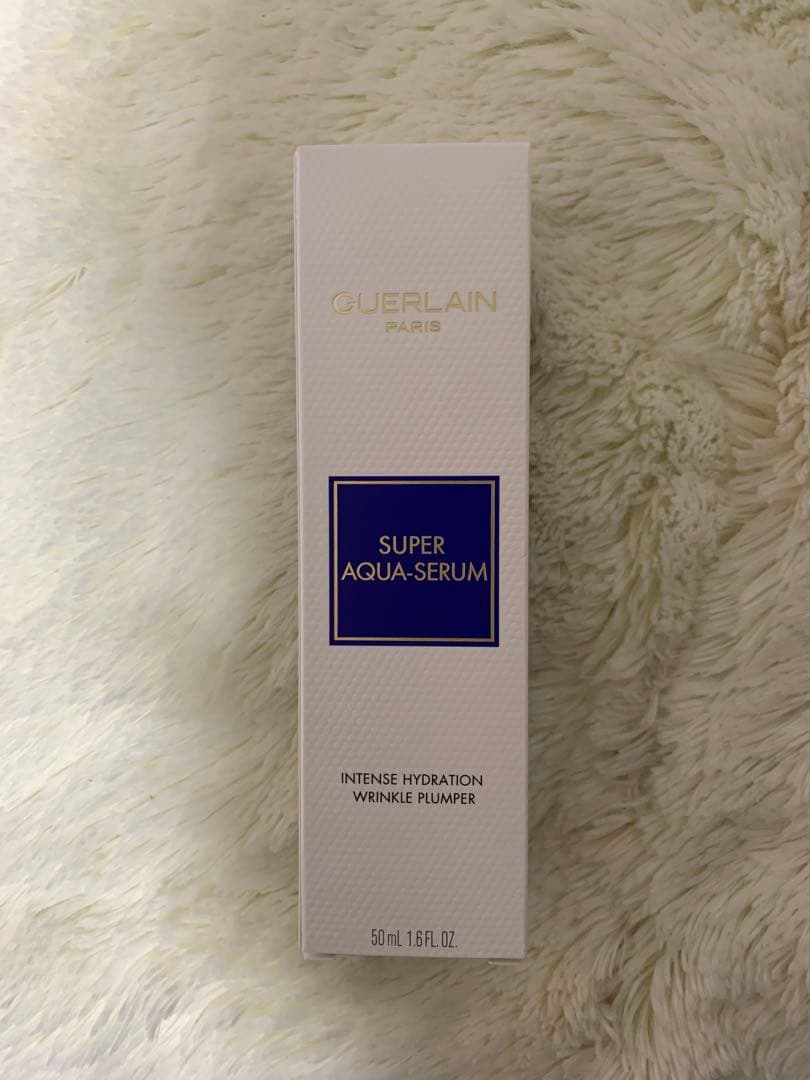 GUERLAIN
PARIS
SUPER
AQUA-SERUM
INTENSE HYDRATION
WRINKLE PLUMPER
50 mL 1.6 FL. OZ.